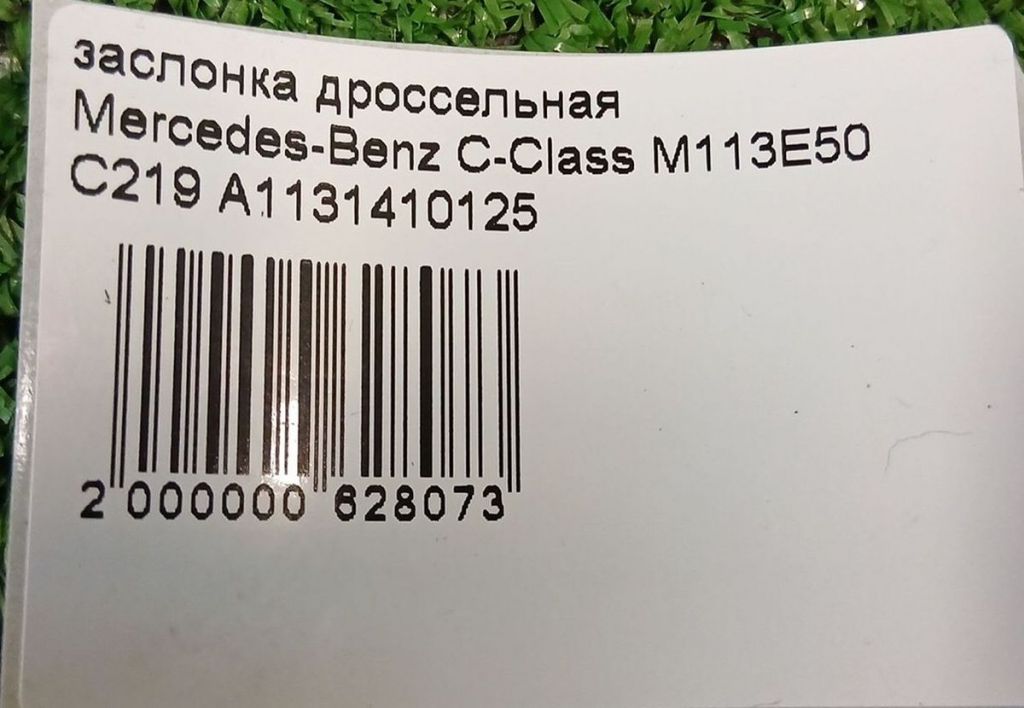 заслонка дроссельная
Mercedes-Benz C-Class M113E50
C219 A1131410125
2 000000 628073